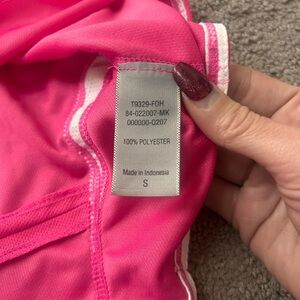 T9329-FOH
84-022007-MK
000000-0207
100% POLYESTER
Made in Indonesia
S